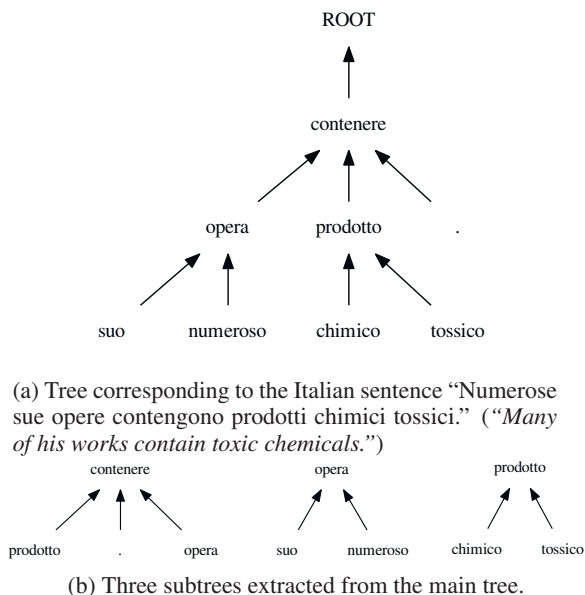 ROOT
contenere
opera prodotto .
suo numeroso chimico tossico
(a) Tree corresponding to the Italian sentence “Numerose
sue opere contengono prodotti chimici tossici.” (“Many
of his works contain toxic chemicals.”)
contenere opera prodotto
prodotto . opera suo numeroso chimico tossico
(b) Three subtrees extracted from the main tree.